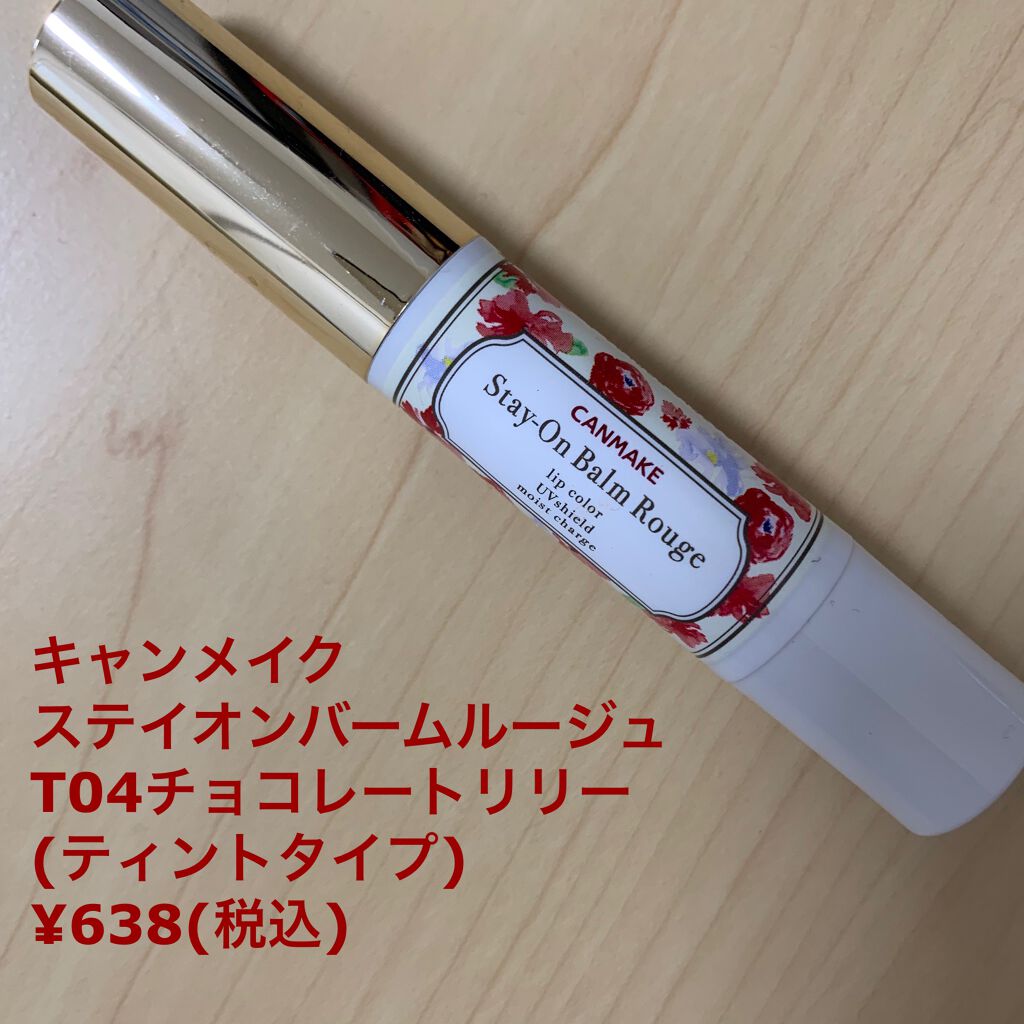 CANMAKE
Stay-On Balm Rouge
lip color
UVshield
moist charge
キャンメイク
ステイオンバームルージュ
T04チョコレートリリー
(ティントタイプ)
¥638(税込)